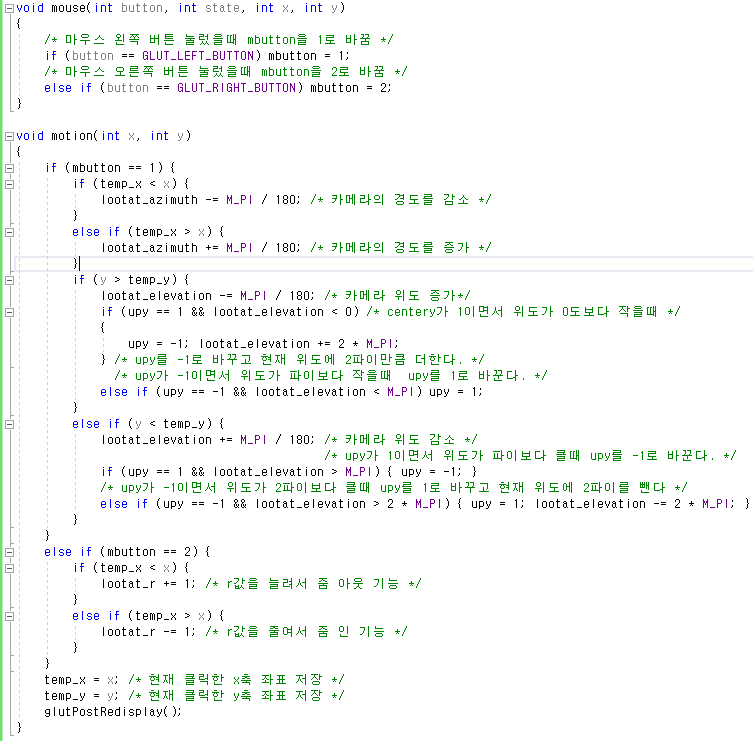 void mouse(int button, int state, int x, int y)
{
    /* 마우스 왼쪽 버튼 눌렀을때 mbutton을 1로 바꿈 */
    if (button == GLUT_LEFT_BUTTON) mbutton = 1;
    /* 마우스 오른쪽 버튼 눌렀을때 mbutton을 2로 바꿈 */
    else if (button == GLUT_RIGHT_BUTTON) mbutton = 2;
}

void motion(int x, int y)
{
    if (mbutton == 1) {
        if (temp_x < x) {
            lootat_azimuth -= M_PI / 180; /* 카메라의 경도를 감소 */
        }
        else if (temp_x > x) {
            lootat_azimuth += M_PI / 180; /* 카메라의 경도를 증가 */
        }
        if (y > temp_y) {
            lootat_elevation -= M_PI / 180; /* 카메라 위도 증가*/
            if (upy == 1 && lootat_elevation < 0) /* centery가 1이면서 위도가 0도보다 작을때 */
            {
                upy = -1; lootat_elevation += 2 * M_PI;
            } /* upy를 -1로 바꾸고 현재 위도에 2파이만큼 더한다. */
              /* upy가 -1이면서 위도가 파이보다 작을때  upy를 1로 바꾼다. */
            else if (upy == -1 && lootat_elevation < M_PI) upy = 1;
        }
        else if (y < temp_y) {
            lootat_elevation += M_PI / 180; /* 카메라 위도 감소 */
                                            /* upy가 1이면서 위도가 파이보다 클때 upy를 -1로 바꾼다. */
            if (upy == 1 && lootat_elevation > M_PI) { upy = -1; }
            /* upy가 -1이면서 위도가 2파이보다 클때 upy를 1로 바꾸고 현재 위도에 2파이를 뺀다 */
            else if (upy == -1 && lootat_elevation > 2 * M_PI) { upy = 1; lootat_elevation -= 2 * M_PI; }
        }
    }
    else if (mbutton == 2) {
        if (temp_x < x) {
            lootat_r += 1; /* r값을 늘려서 줌 아웃 기능 */
        }
        else if (temp_x > x) {
            lootat_r -= 1; /* r값을 줄여서 줌 인 기능 */
        }
    }
    temp_x = x; /* 현재 클릭한 x축 좌표 저장 */
    temp_y = y; /* 현재 클릭한 y축 좌표 저장 */
    glutPostRedisplay();
}